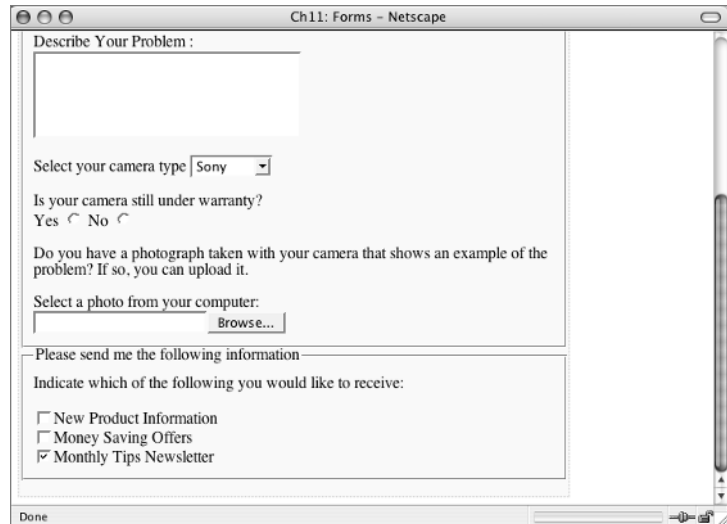 Ch11: Forms – Netscape
Describe Your Problem :
Select your camera type Sony
Is your camera still under warranty?
Yes No
Do you have a photograph taken with your camera that shows an example of the
problem? If so, you can upload it.
Select a photo from your computer:
Browse...
Please send me the following information
Indicate which of the following you would like to receive:
New Product Information
Money Saving Offers
Monthly Tips Newsletter
Done